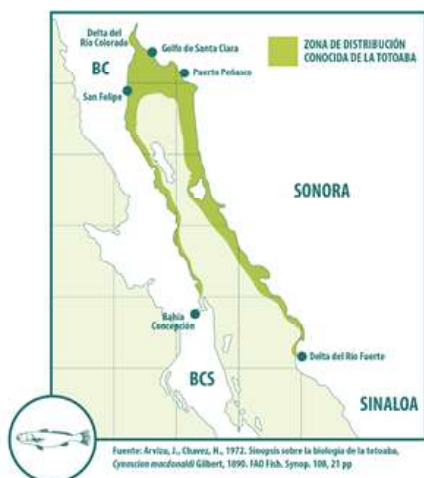 Delta del
Río Colorado
Golfo de Santa Clara
BC
Puerto Peñasco
San Felipe
ZONA DE DISTRIBUCIÓN
CONOCIDA DE LA TOTOABA
SONORA
Bahía
Concepción
Delta del Río Fuerte
BCS
SINALOA
Fuente: Arvizu, J., Chavez, H., 1972. Sinopsis sobre la biología de la totoaba,
Cynoscion macdonaldi Gilbert, 1890. FAO Fish. Synop. 108, 21 pp